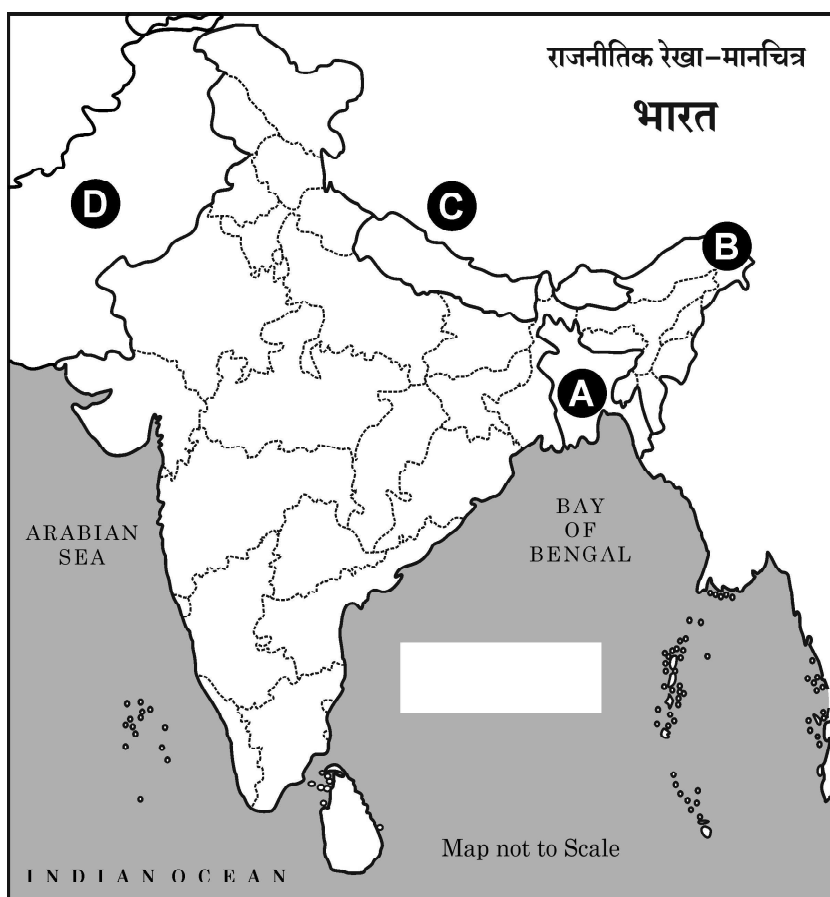 राजनीतिक रेखा-मानचित्र
भारत
C
D
B
A
ARABIAN
SEA
BAY
OF
BENGAL
Map not to Scale
INDIAN OCEAN